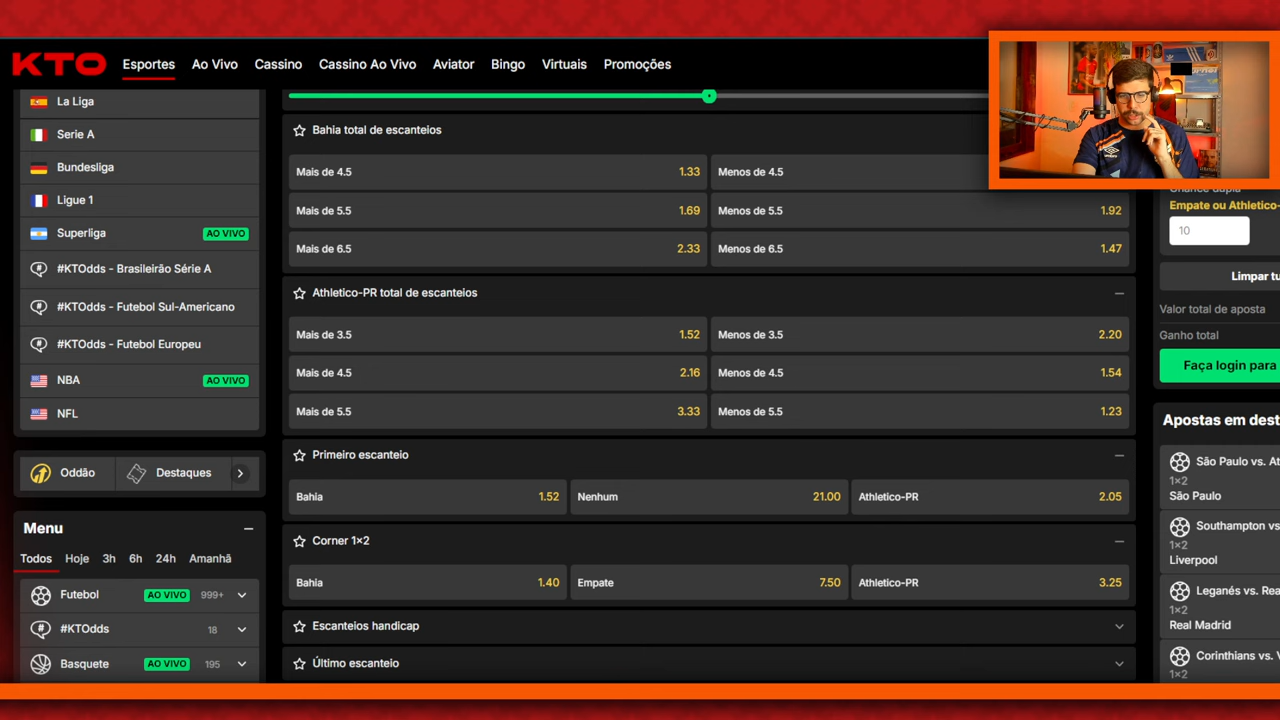 KTO
Esportes
Ao Vivo
Cassino
Cassino Ao Vivo
Aviator
Bingo
Virtuais
Promoções
La Liga
Serie A
Bundesliga
Ligue 1
Superliga AO VIVO
#KTOdds - Brasileirão Série A
#KTOdds - Futebol Sul-Americano
#KTOdds - Futebol Europeu
NBA AO VIVO
NFL
Oddão
Destaques
Menu
Todos Hoje 3h 6h 24h Amanhã
Futebol AO VIVO 999+
#KTOdds 18
Basquete AO VIVO 195
Bahia total de escanteios
Mais de 4.5 1.33 Menos de 4.5
Mais de 5.5 1.69 Menos de 5.5 1.92
Mais de 6.5 2.33 Menos de 6.5 1.47
Athletico-PR total de escanteios
Mais de 3.5 1.52 Menos de 3.5 2.20
Mais de 4.5 2.16 Menos de 4.5 1.54
Mais de 5.5 3.33 Menos de 5.5 1.23
Primeiro escanteio
Bahia 1.52 Nenhum 21.00 Athletico-PR 2.05
Corner 1x2
Bahia 1.40 Empate 7.50 Athletico-PR 3.25
Escanteios handicap
Último escanteio
Chance dupla
Empate ou Athletico-
10
Limpar tu
Valor total de aposta
Ganho total
Faça login para
Apostas em dest
São Paulo vs. At
1x2
São Paulo
Southampton vs
1x2
Liverpool
Leganés vs. Rea
1x2
Real Madrid
Corinthians vs. V
1x2